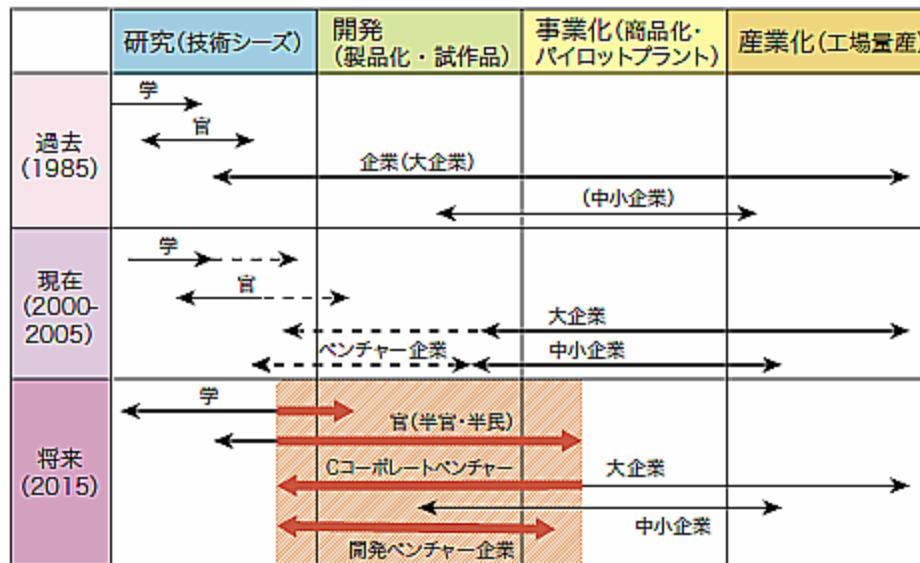 研究(技術シーズ)
開発
(製品化・試作品)
事業化(商品化・
パイロットプラント)
産業化(工場量産)
過去
(1985)
学
官
企業(大企業)
(中小企業)
現在
(2000-
2005)
学
官
大企業
ベンチャー企業
中小企業
将来
(2015)
学
官(半官・半民)
Cコーポレートベンチャー
大企業
中小企業
開発ベンチャー企業